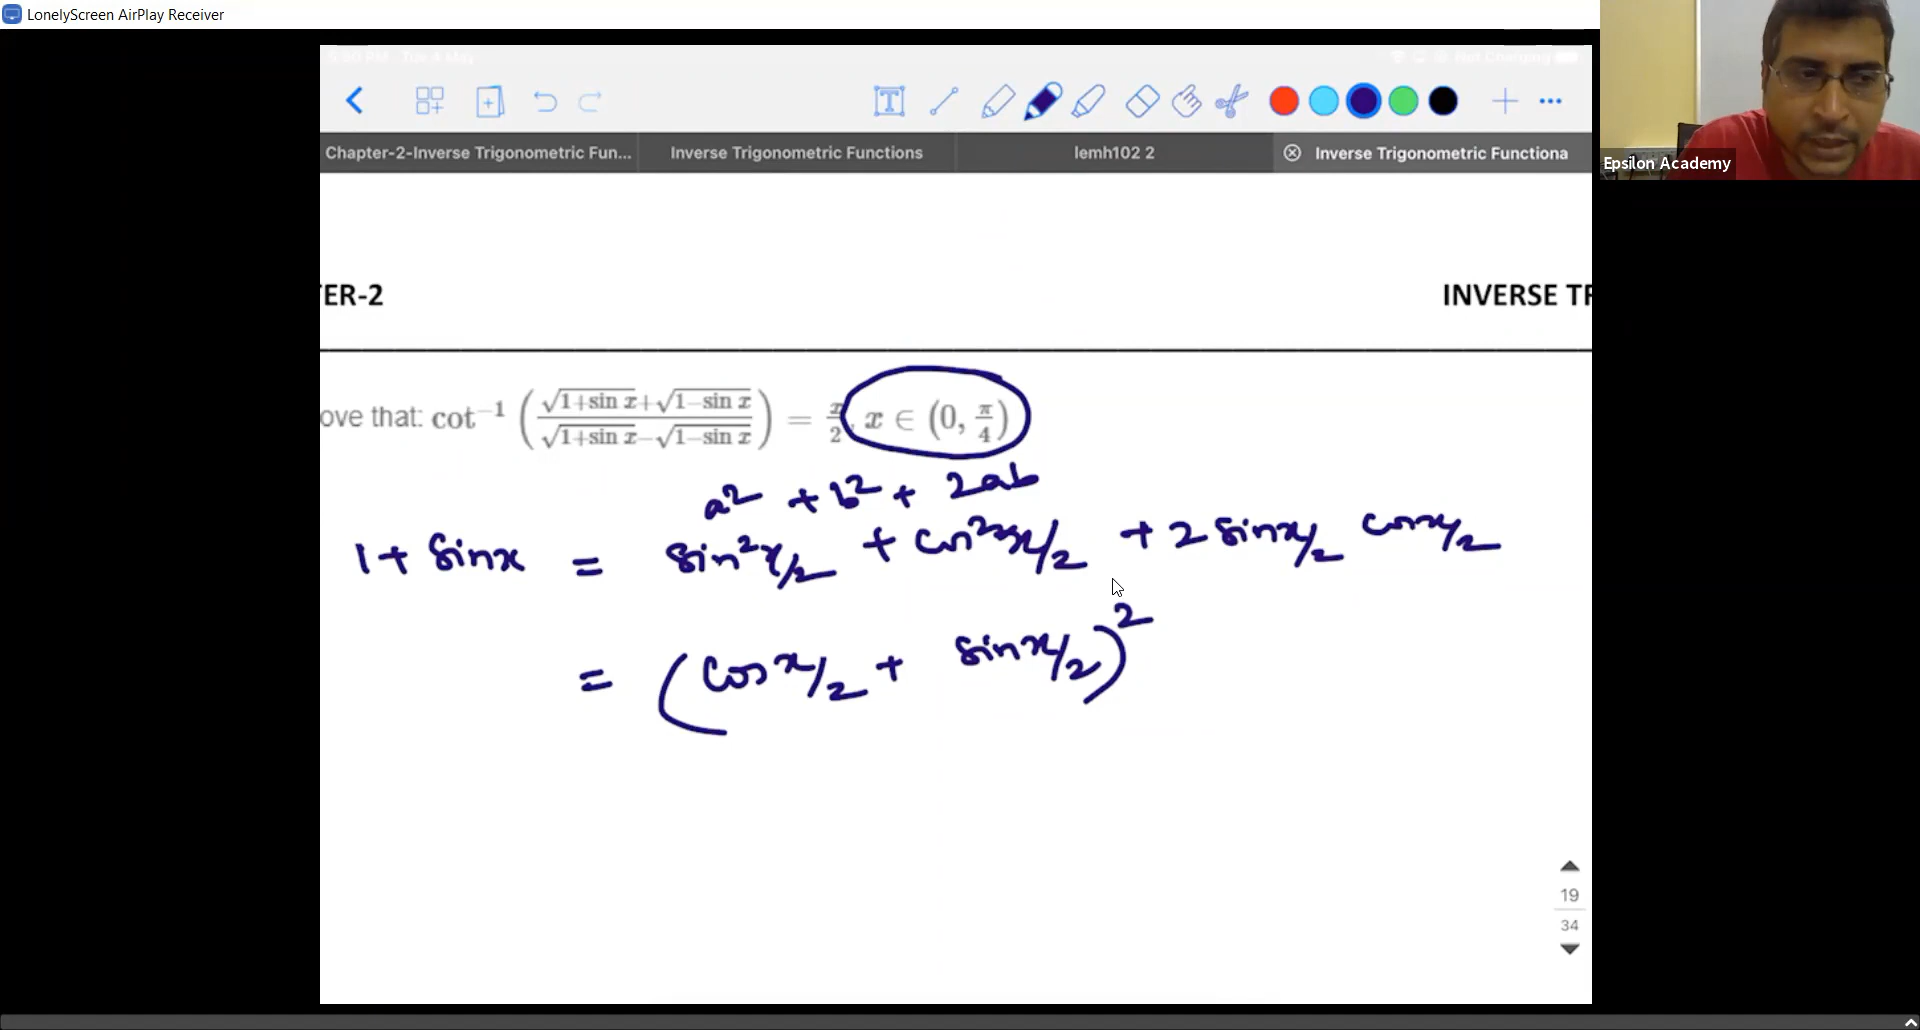 LonelyScreen AirPlay Receiver
Chapter-2-Inverse Trigonometric Fun... Inverse Trigonometric Functions lemh102 2 Inverse Trigonometric Functiona
Epsilon Academy
TER-2 INVERSE TR
ove that: cot⁻¹ ((√(1+sin x)+√(1−sin x))/(√(1+sin x)−√(1−sin x))) = x/2, x ∈ (0, π/4)
a² + b² + 2ab
1 + sinx = sin²x/2 + cos²x/2 + 2 sinx/2 cosx/2
= (cosx/2 + sinx/2)²
19
34